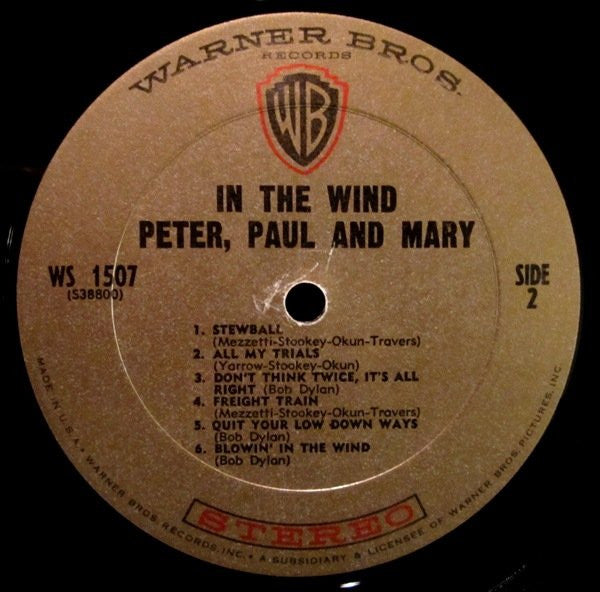 WARNER BROS.
RECORDS
WB
IN THE WIND
PETER, PAUL AND MARY
WS 1507
(S38800)
SIDE
2
1. STEWBALL
(Mezzetti-Stookey-Okun-Travers)
2. ALL MY TRIALS
(Yarrow-Stookey-Okun)
3. DON'T THINK TWICE, IT'S ALL
RIGHT (Bob Dylan)
4. FREIGHT TRAIN
(Mezzetti-Stookey-Okun-Travers)
5. QUIT YOUR LOW DOWN WAYS
(Bob Dylan)
6. BLOWIN' IN THE WIND
(Bob Dylan)
STEREO
MADE IN U.S.A. • WARNER BROS. RECORDS, INC. • A SUBSIDIARY & LICENSEE OF WARNER BROS. PICTURES, INC.